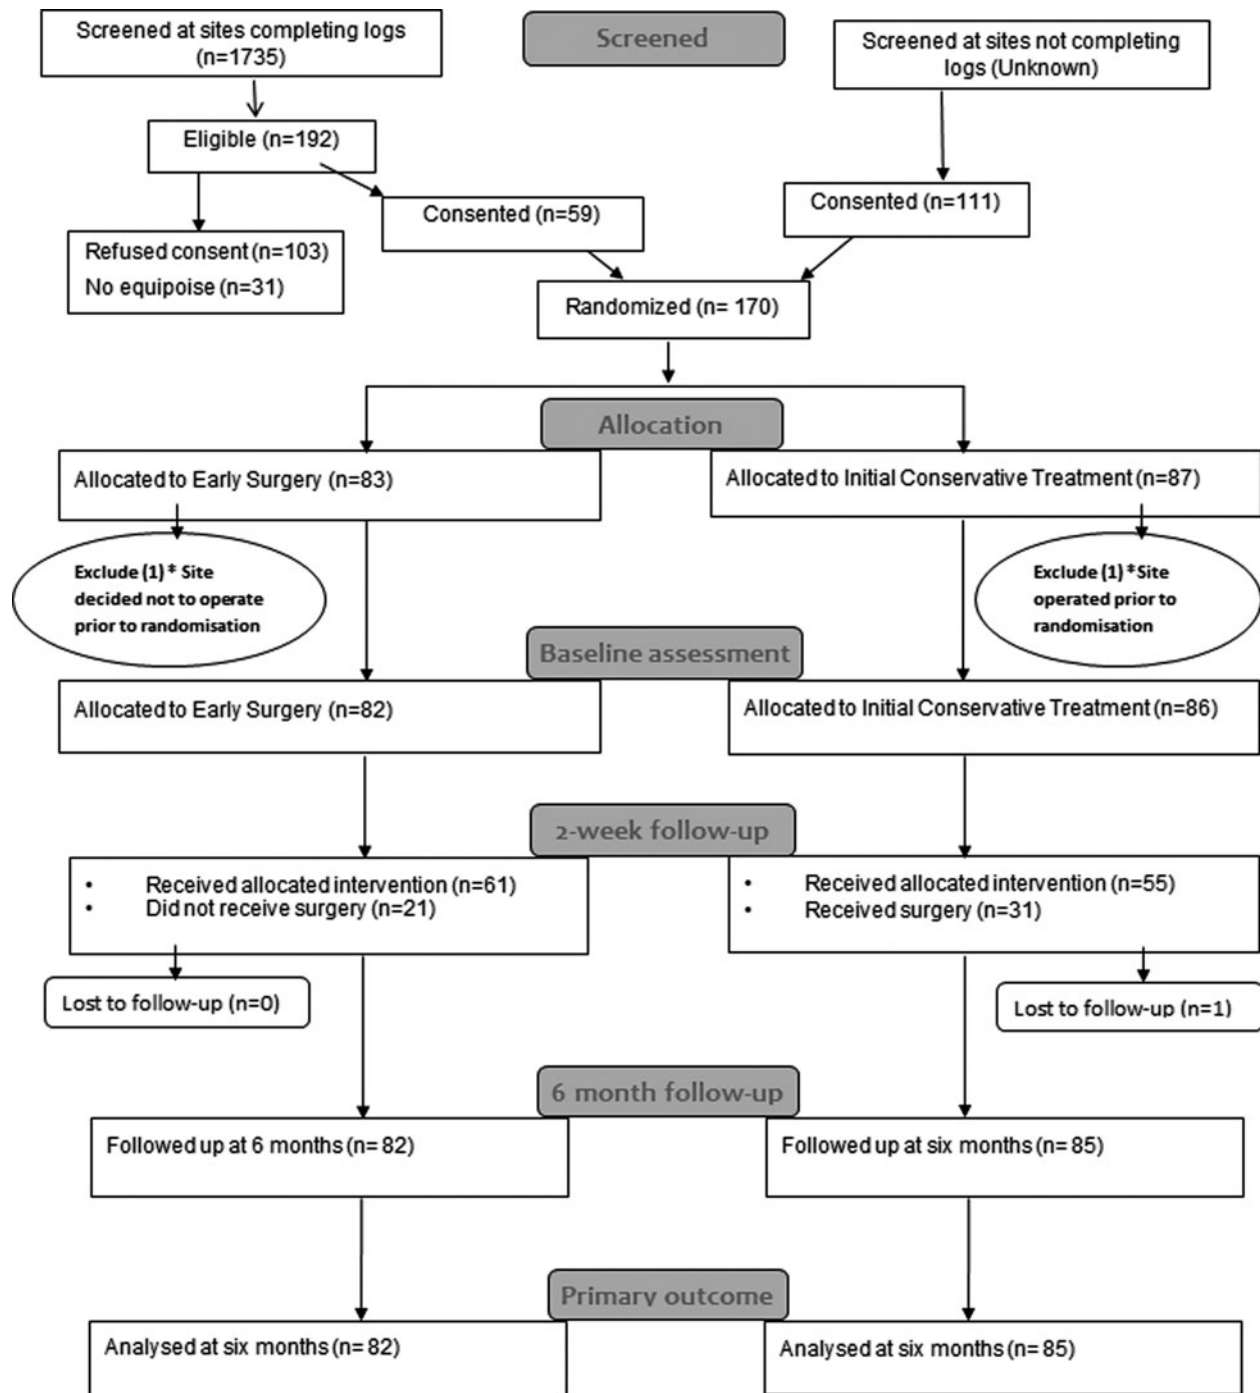 Screened at sites completing logs
(n=1735)
Screened
Screened at sites not completing
logs (Unknown)
Eligible (n=192)
Consented (n=59)
Consented (n=111)
Refused consent (n=103)
No equipoise (n=31)
Randomized (n= 170)
Allocation
Allocated to Early Surgery (n=83)
Allocated to Initial Conservative Treatment (n=87)
Exclude (1) * Site
decided not to operate
prior to randomisation
Exclude (1) * Site
operated prior to
randomisation
Baseline assessment
Allocated to Early Surgery (n=82)
Allocated to Initial Conservative Treatment (n=86)
2-week follow-up
• Received allocated intervention (n=61)
• Did not receive surgery (n=21)
• Received allocated intervention (n=55)
• Received surgery (n=31)
Lost to follow-up (n=0)
Lost to follow-up (n=1)
6 month follow-up
Followed up at 6 months (n= 82)
Followed up at six months (n= 85)
Primary outcome
Analysed at six months (n= 82)
Analysed at six months (n= 85)